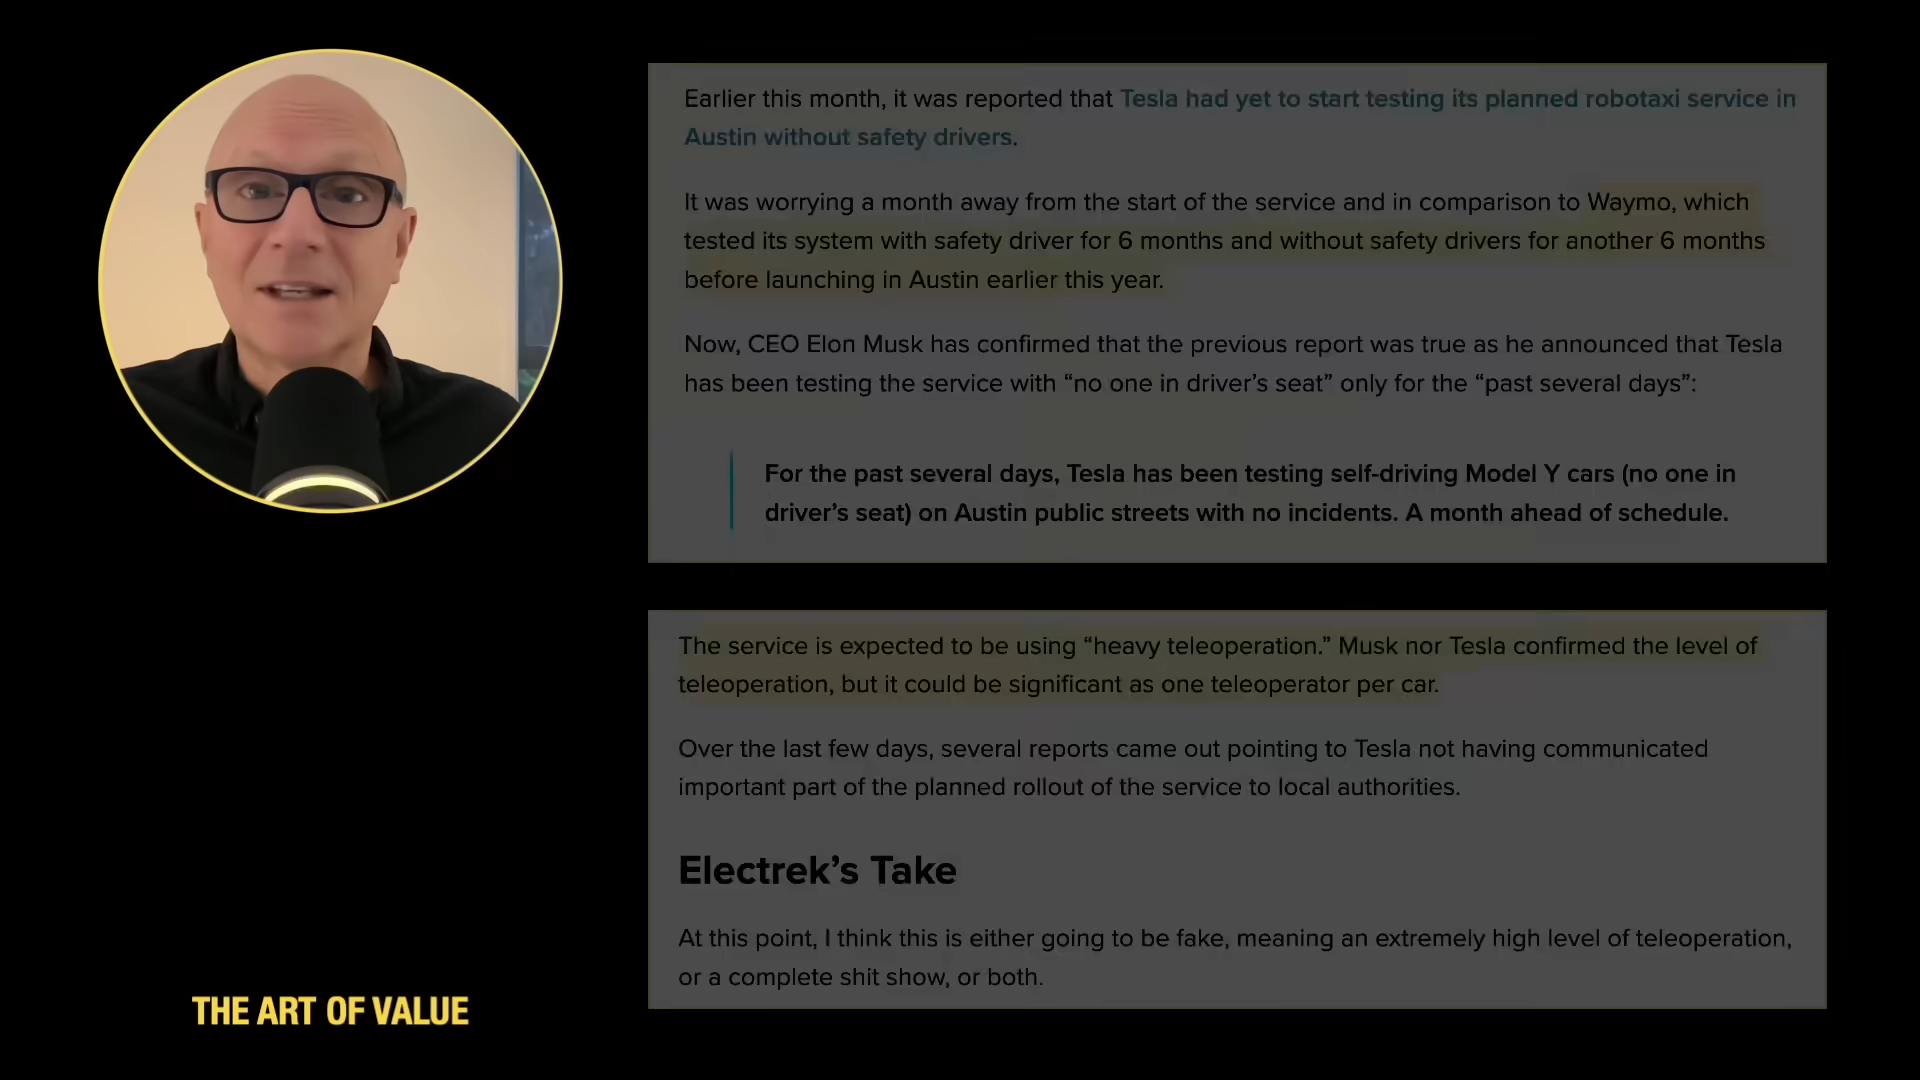 Earlier this month, it was reported that Tesla had yet to start testing its planned robotaxi service in
Austin without safety drivers.
It was worrying a month away from the start of the service and in comparison to Waymo, which
tested its system with safety driver for 6 months and without safety drivers for another 6 months
before launching in Austin earlier this year.
Now, CEO Elon Musk has confirmed that the previous report was true as he announced that Tesla
has been testing the service with “no one in driver’s seat” only for the “past several days”:
For the past several days, Tesla has been testing self-driving Model Y cars (no one in
driver’s seat) on Austin public streets with no incidents. A month ahead of schedule.
The service is expected to be using “heavy teleoperation.” Musk nor Tesla confirmed the level of
teleoperation, but it could be significant as one teleoperator per car.
Over the last few days, several reports came out pointing to Tesla not having communicated
important part of the planned rollout of the service to local authorities.
Electrek’s Take
At this point, I think this is either going to be fake, meaning an extremely high level of teleoperation,
or a complete shit show, or both.
THE ART OF VALUE